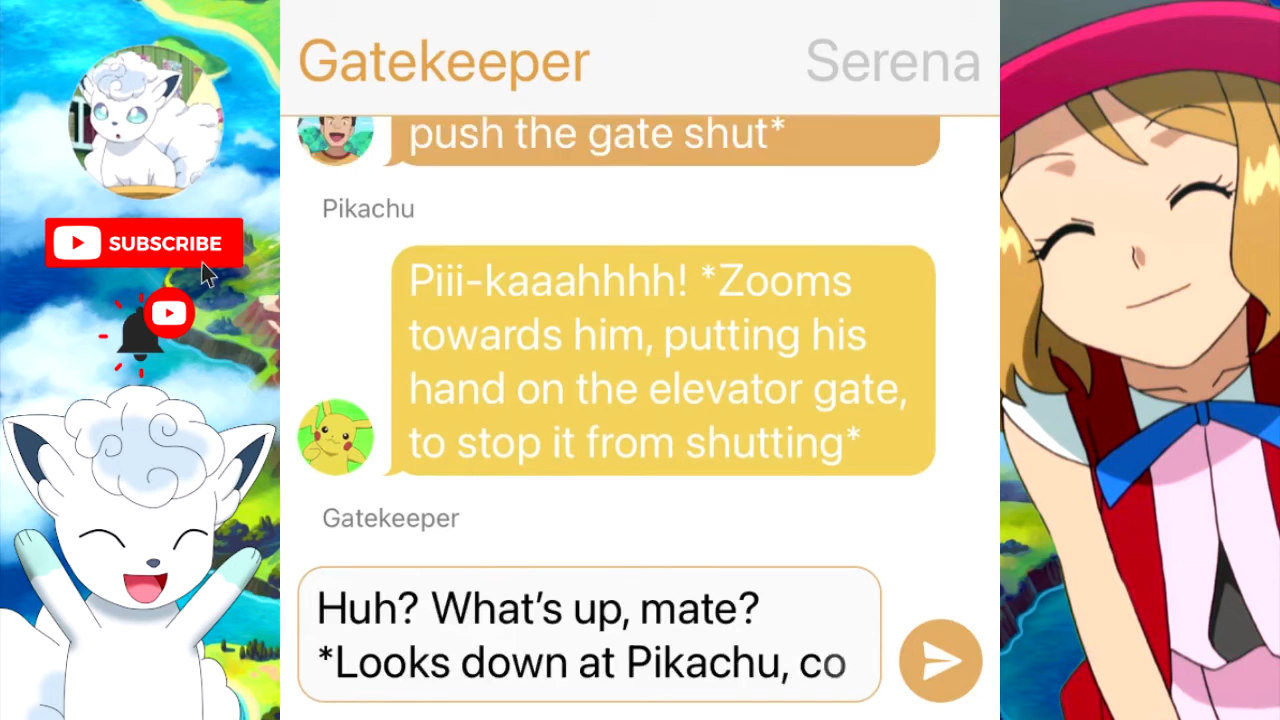 Gatekeeper
Serena
push the gate shut*
Pikachu
SUBSCRIBE
Piii-kaaahhhh! *Zooms
towards him, putting his
hand on the elevator gate,
to stop it from shutting*
Gatekeeper
Huh? What’s up, mate?
*Looks down at Pikachu, co